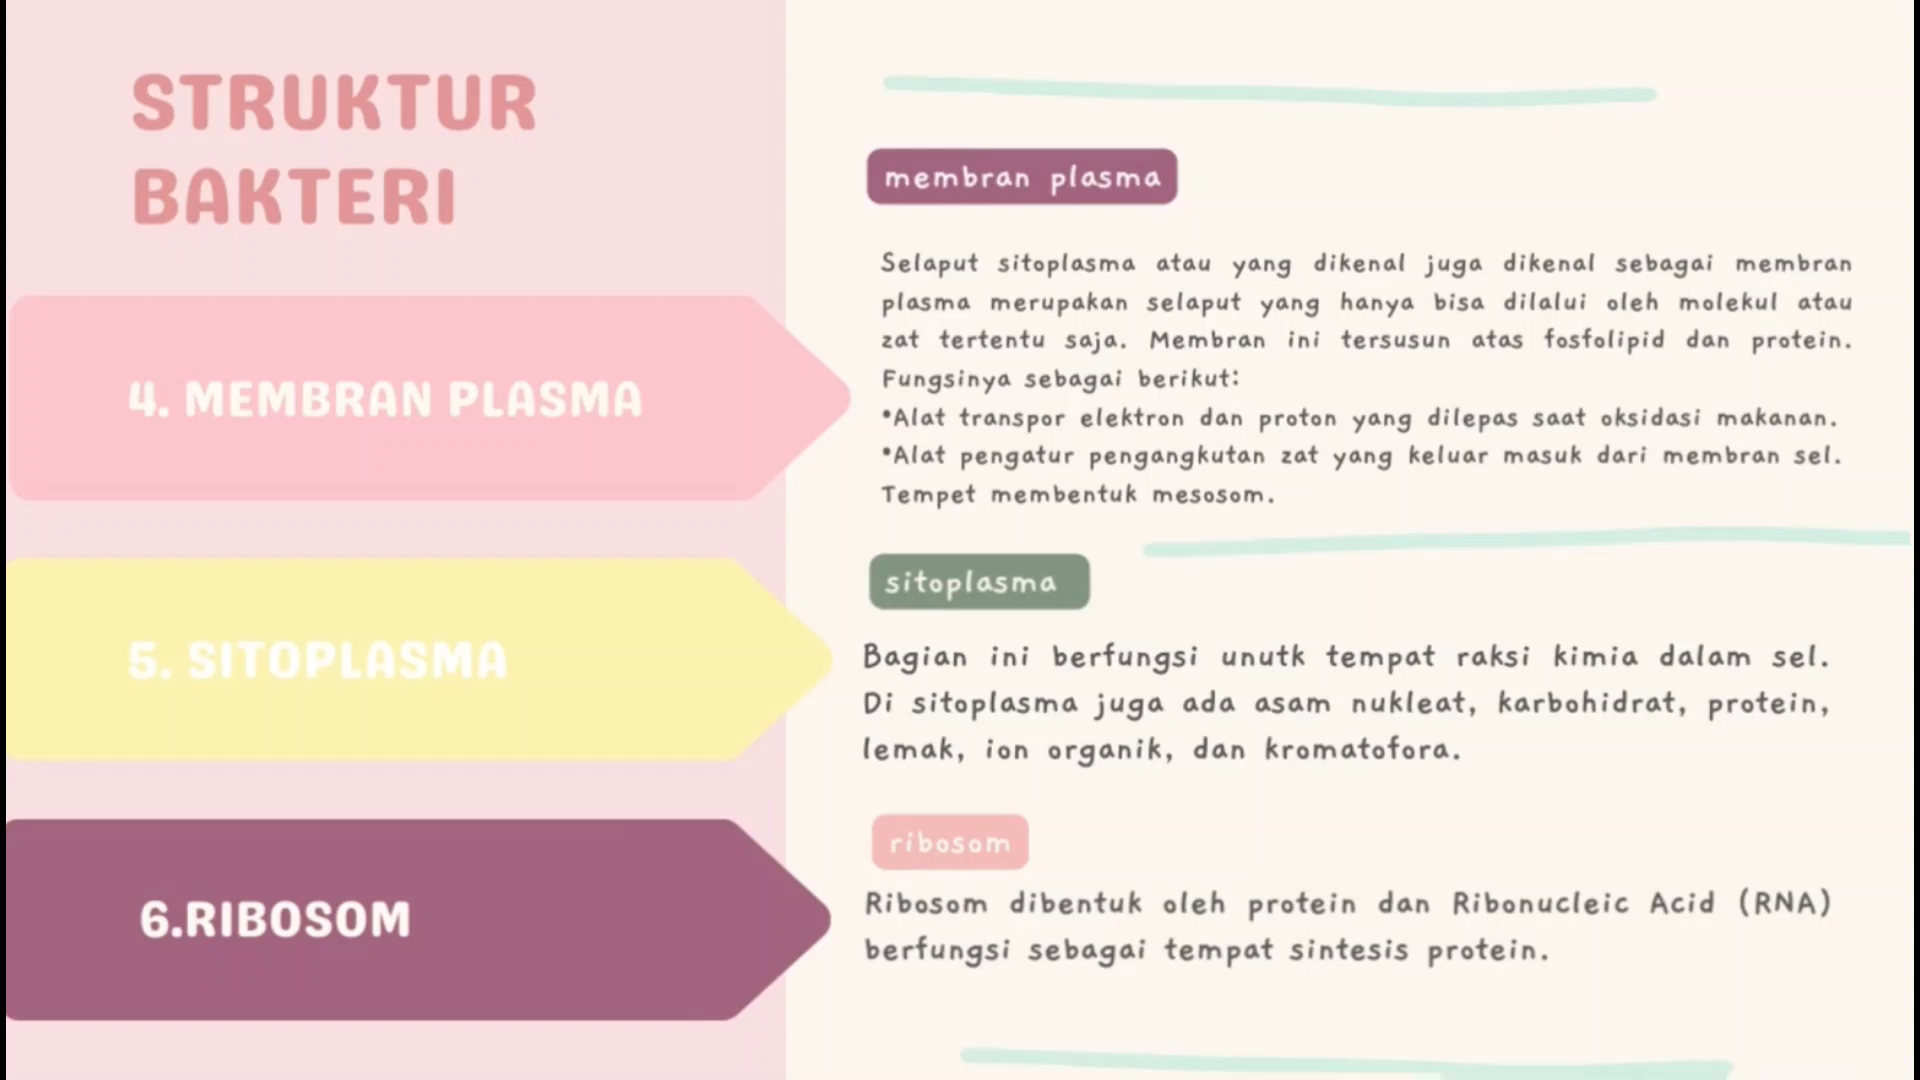 STRUKTUR
BAKTERI
4. MEMBRAN PLASMA
5. SITOPLASMA
6.RIBOSOM
membran plasma
Selaput sitoplasma atau yang dikenal juga dikenal sebagai membran
plasma merupakan selaput yang hanya bisa dilalui oleh molekul atau
zat tertentu saja. Membran ini tersusun atas fosfolipid dan protein.
Fungsinya sebagai berikut:
•Alat transpor elektron dan proton yang dilepas saat oksidasi makanan.
•Alat pengatur pengangkutan zat yang keluar masuk dari membran sel.
Tempet membentuk mesosom.
sitoplasma
Bagian ini berfungsi unutk tempat raksi kimia dalam sel.
Di sitoplasma juga ada asam nukleat, karbohidrat, protein,
lemak, ion organik, dan kromatofora.
ribosom
Ribosom dibentuk oleh protein dan Ribonucleic Acid (RNA)
berfungsi sebagai tempat sintesis protein.